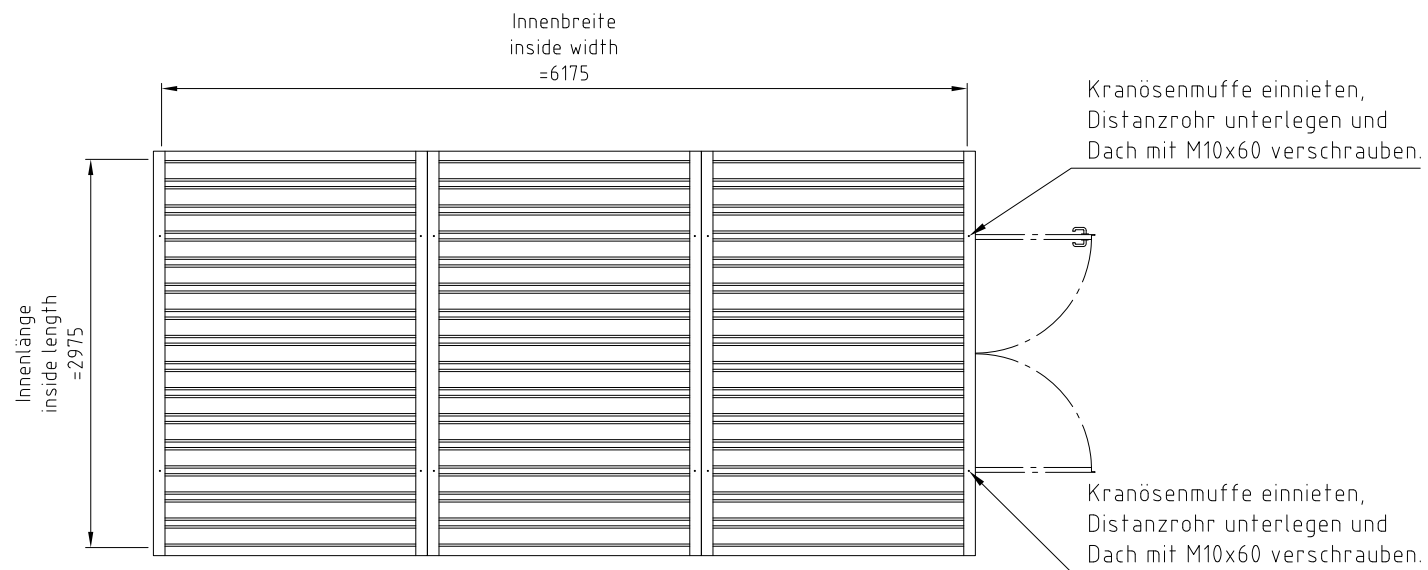 Innenbreite
inside width
=6175
Kranösenmuffe einnieten,
Distanzrohr unterlegen und
Dach mit M10x60 verschrauben.
Innenlänge
inside length
=2975
Kranösenmuffe einnieten,
Distanzrohr unterlegen und
Dach mit M10x60 verschrauben.